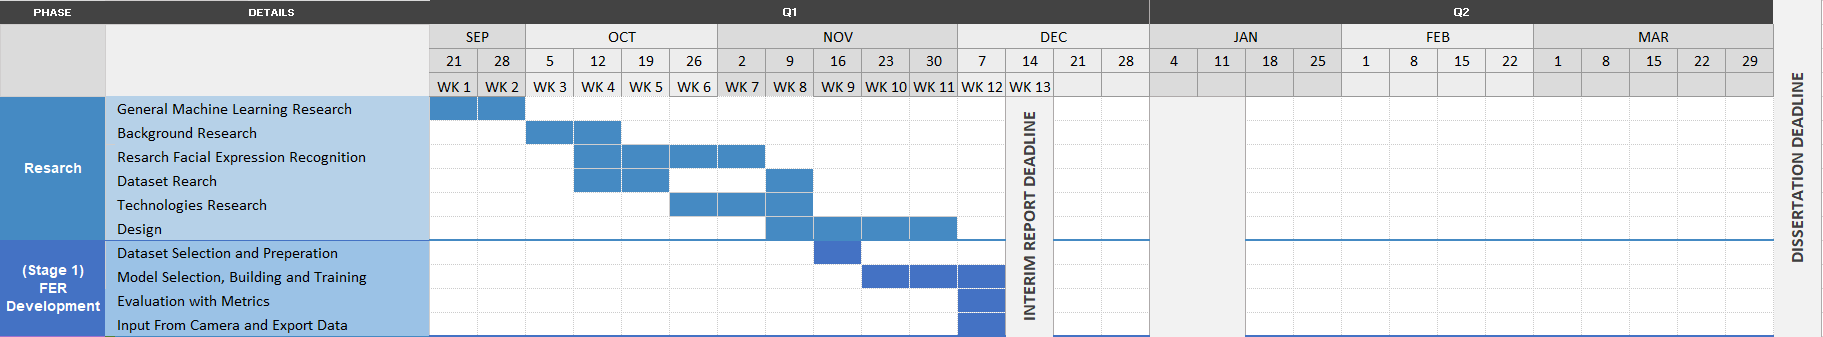 PHASE DETAILS Q1 Q2
SEP OCT NOV DEC JAN FEB MAR
21 28 5 12 19 26 2 9 16 23 30 7 14 21 28 4 11 18 25 1 8 15 22 1 8 15 22 29
WK 1 WK 2 WK 3 WK 4 WK 5 WK 6 WK 7 WK 8 WK 9 WK 10 WK 11 WK 12 WK 13
Resarch
General Machine Learning Research
Background Research
Resarch Facial Expression Recognition
Dataset Rearch
Technologies Research
Design
(Stage 1)
FER
Development
Dataset Selection and Preperation
Model Selection, Building and Training
Evaluation with Metrics
Input From Camera and Export Data
INTERIM REPORT DEADLINE
DISSERTATION DEADLINE